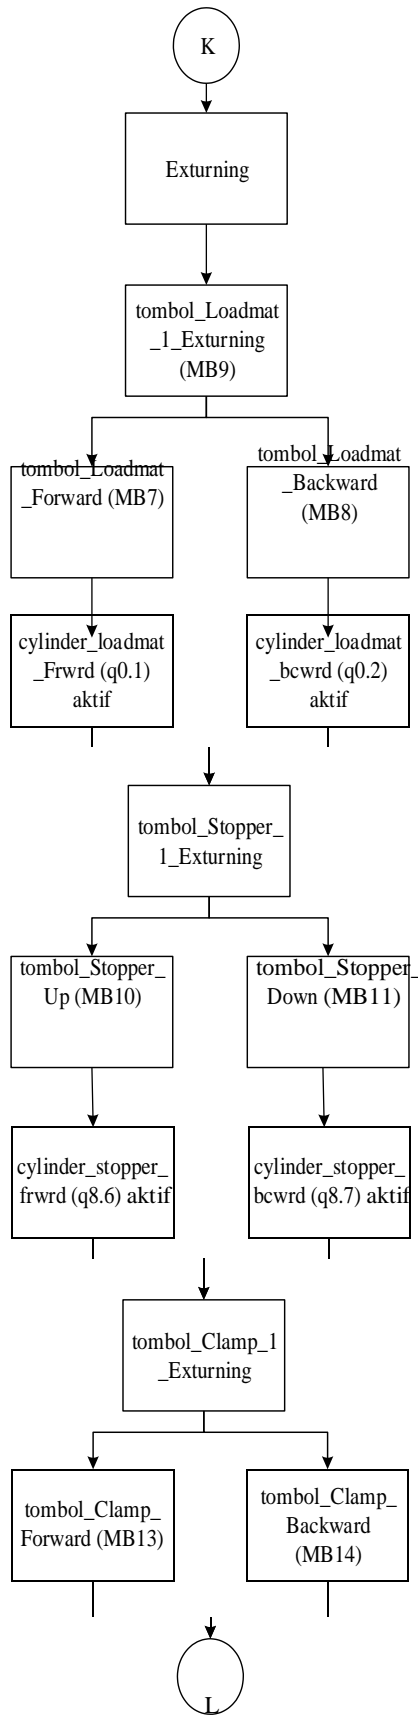 K
Exturning
tombol_Loadmat
_1_Exturning
(MB9)
tombol_Loadmat
_Forward (MB7)
tombol_Loadmat
_Backward
(MB8)
cylinder_loadmat
_Frwrd (q0.1)
aktif
cylinder_loadmat
_bcwrd (q0.2)
aktif
tombol_Stopper_
1_Exturning
tombol_Stopper_
Up (MB10)
tombol_Stopper_
Down (MB11)
cylinder_stopper_
frwrd (q8.6) aktif
cylinder_stopper_
bcwrd (q8.7) aktif
tombol_Clamp_1
_Exturning
tombol_Clamp_
Forward (MB13)
tombol_Clamp_
Backward
(MB14)
L